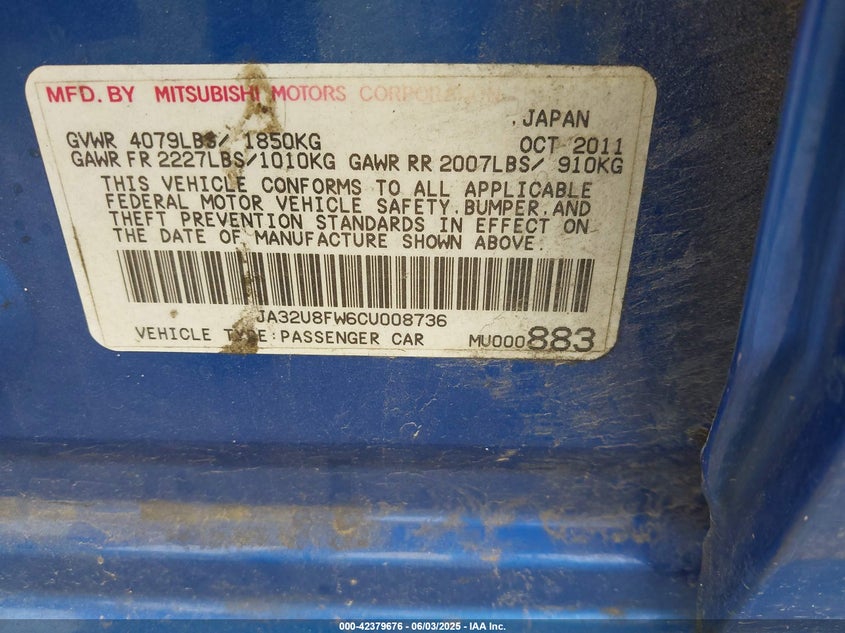 MFD. BY MITSUBISHI MOTORS CORPORATION
JAPAN
GVWR 4079LBS/ 1850KG OCT 2011
GAWR FR 2227LBS/1010KG GAWR RR 2007LBS/ 910KG
THIS VEHICLE CONFORMS TO ALL APPLICABLE
FEDERAL MOTOR VEHICLE SAFETY, BUMPER, AND
THEFT PREVENTION STANDARDS IN EFFECT ON
THE DATE OF MANUFACTURE SHOWN ABOVE.
JA32U8FW6CU008736
VEHICLE TYPE:PASSENGER CAR MU000883
000-42379676 - 06/03/2025 - IAA Inc.